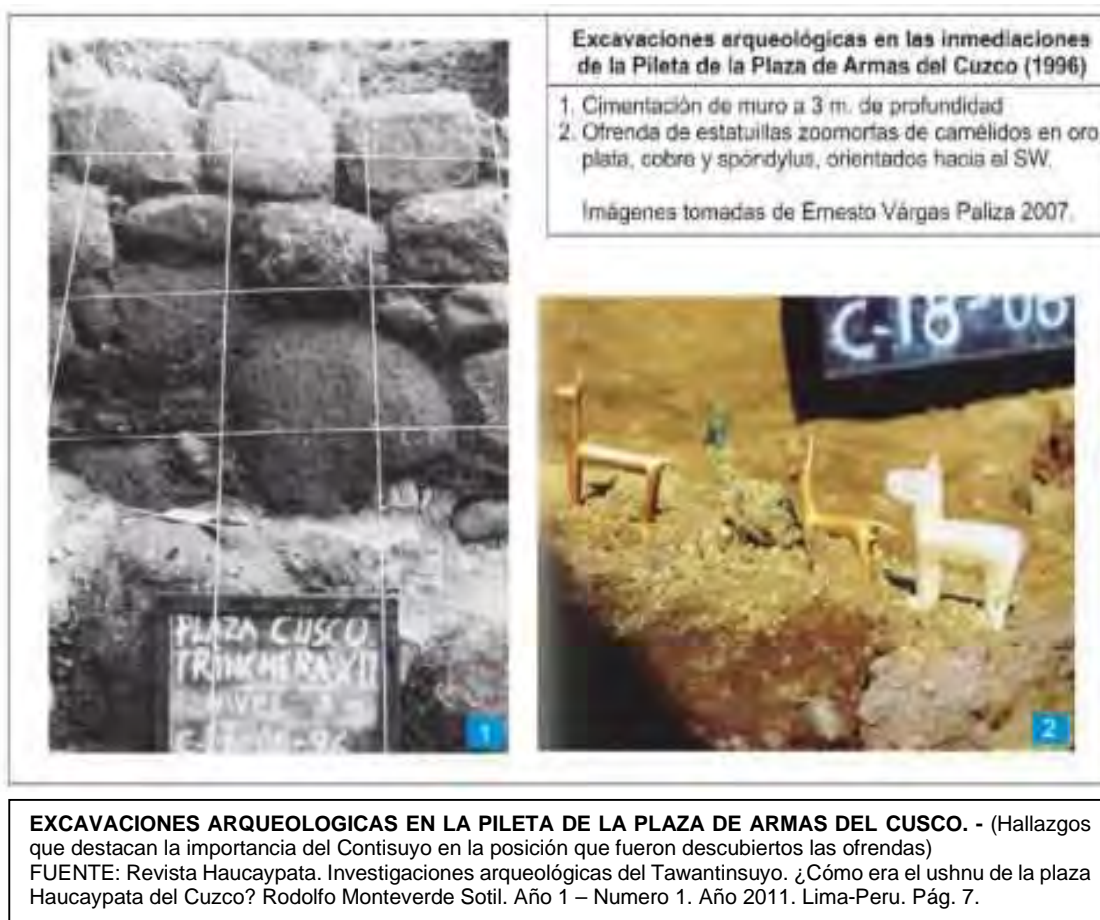 Excavaciones arqueológicas en las inmediaciones
de la Pileta de la Plaza de Armas del Cuzco (1996)
1. Cimentación de muro a 3 m. de profundidad
2. Ofrenda de estatuillas zoomorfas de camélidos en oro
plata, cobre y spóndylus, orientados hacia el SW.
Imágenes tomadas de Ernesto Várgas Paliza 2007.
PLAZA CUSCO
TRINCHERA XII
NIVEL
1
C-18-06
2
EXCAVACIONES ARQUEOLOGICAS EN LA PILETA DE LA PLAZA DE ARMAS DEL CUSCO. - (Hallazgos
que destacan la importancia del Contisuyo en la posición que fueron descubiertos las ofrendas)
FUENTE: Revista Haucaypata. Investigaciones arqueológicas del Tawantinsuyo. ¿Cómo era el ushnu de la plaza
Haucaypata del Cuzco? Rodolfo Monteverde Sotil. Año 1 – Numero 1. Año 2011. Lima-Peru. Pág. 7.